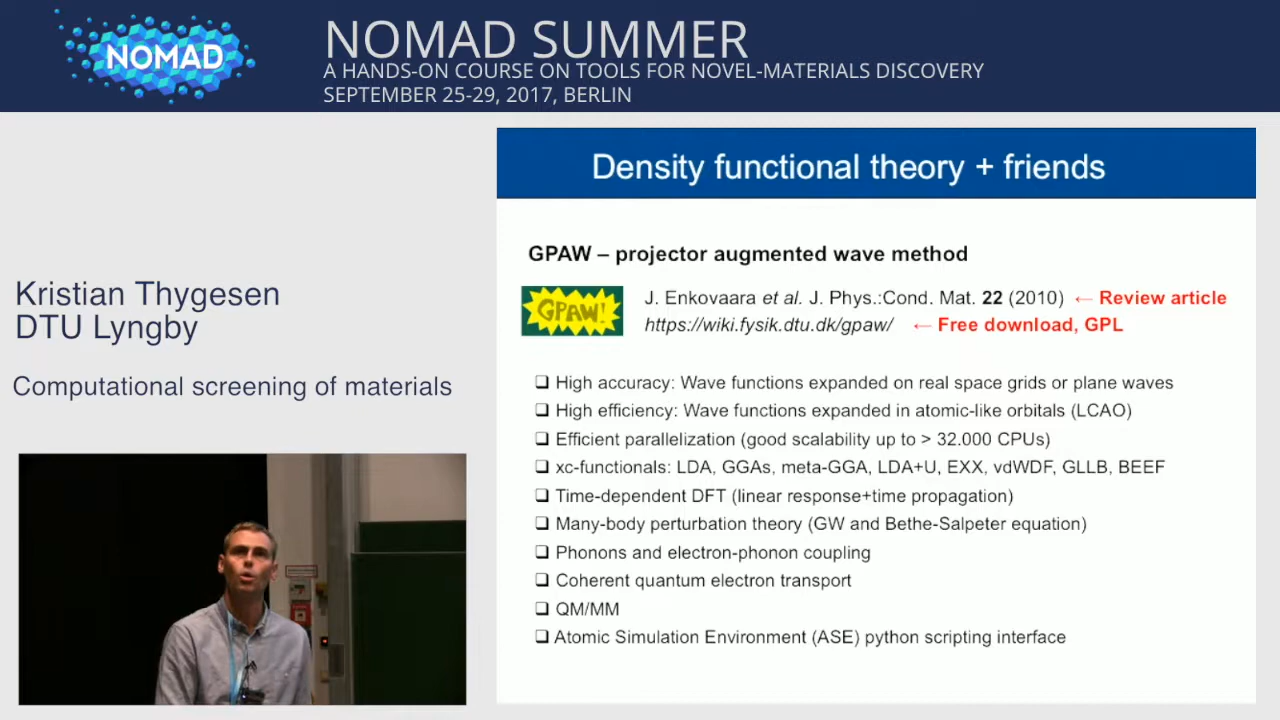 NOMAD
NOMAD SUMMER
A HANDS-ON COURSE ON TOOLS FOR NOVEL-MATERIALS DISCOVERY
SEPTEMBER 25-29, 2017, BERLIN
Kristian Thygesen
DTU Lyngby
Computational screening of materials
Density functional theory + friends
GPAW – projector augmented wave method
GPAW!
J. Enkovaara et al. J. Phys.:Cond. Mat. 22 (2010) ← Review article
https://wiki.fysik.dtu.dk/gpaw/ ← Free download, GPL
❑ High accuracy: Wave functions expanded on real space grids or plane waves
❑ High efficiency: Wave functions expanded in atomic-like orbitals (LCAO)
❑ Efficient parallelization (good scalability up to > 32.000 CPUs)
❑ xc-functionals: LDA, GGAs, meta-GGA, LDA+U, EXX, vdWDF, GLLB, BEEF
❑ Time-dependent DFT (linear response+time propagation)
❑ Many-body perturbation theory (GW and Bethe-Salpeter equation)
❑ Phonons and electron-phonon coupling
❑ Coherent quantum electron transport
❑ QM/MM
❑ Atomic Simulation Environment (ASE) python scripting interface